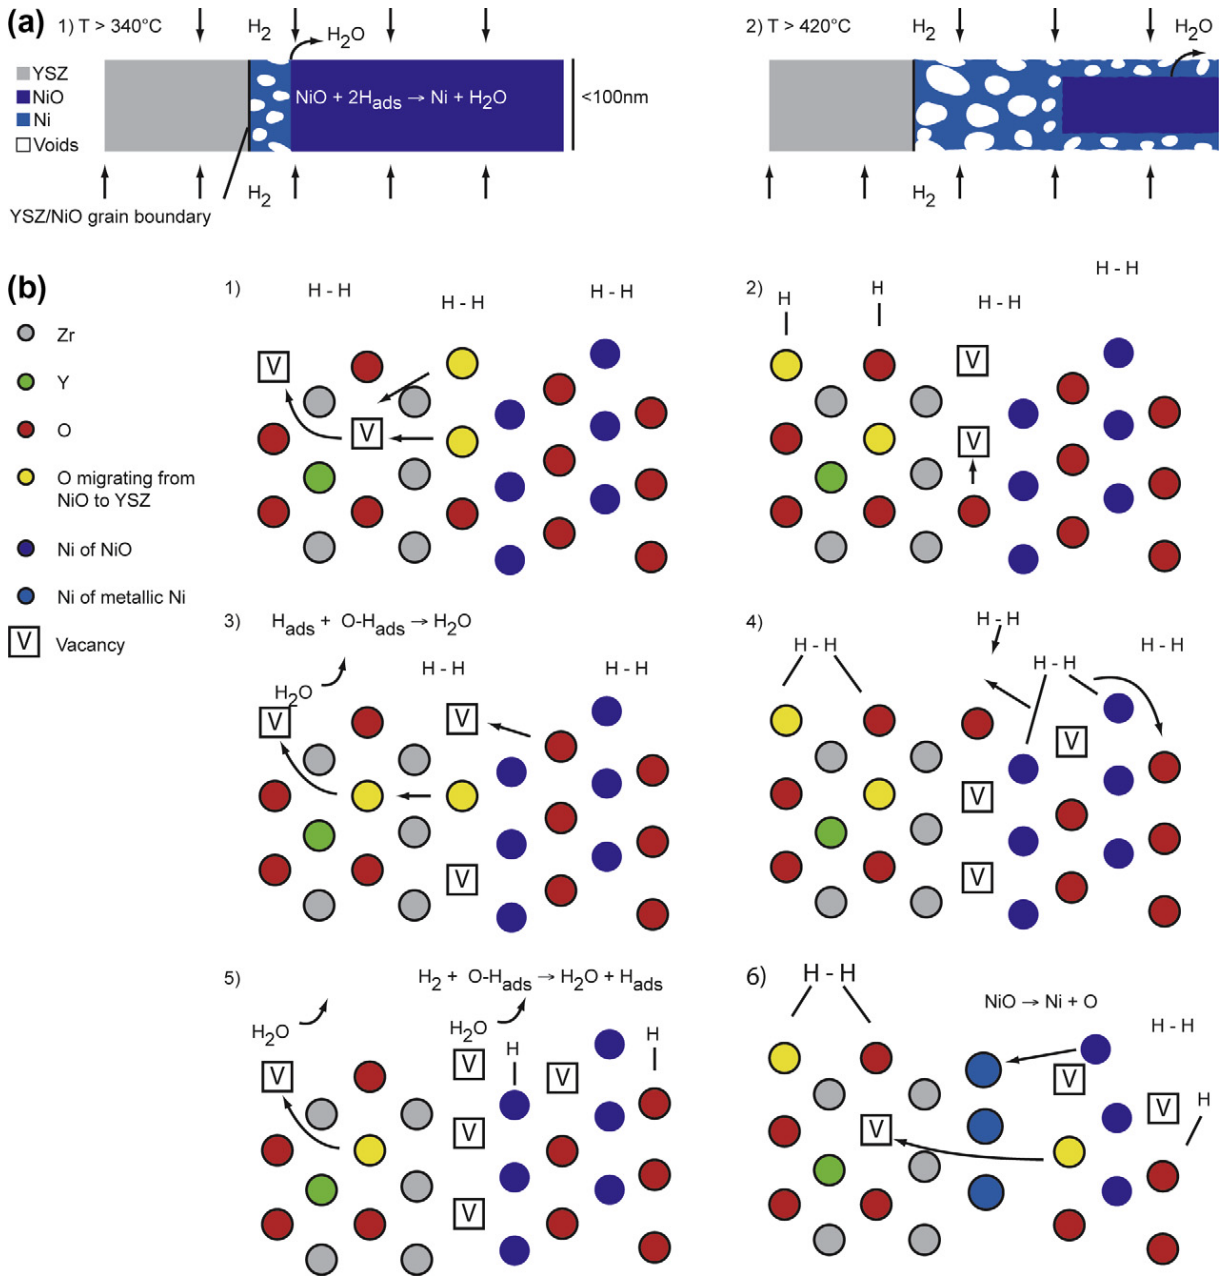 (a) 1) T > 340°C H2 H2O
YSZ
NiO
Ni
Voids
NiO + 2Hads → Ni + H2O
<100nm
H2
YSZ/NiO grain boundary
2) T > 420°C H2 H2O
H2
(b)
Zr
Y
O
O migrating from
NiO to YSZ
Ni of NiO
Ni of metallic Ni
V Vacancy
1) H - H H - H H - H
V
V
2) H H H - H H - H
V
V
3) Hads + O-Hads → H2O
H2O H - H H - H
V V
V
4) H - H
H - H H - H H - H
V
V
V
5) H2 + O-Hads → H2O + Hads
H2O H2O H H
V V V
V
V
6) H - H
NiO → Ni + O
H - H
V
V H
V